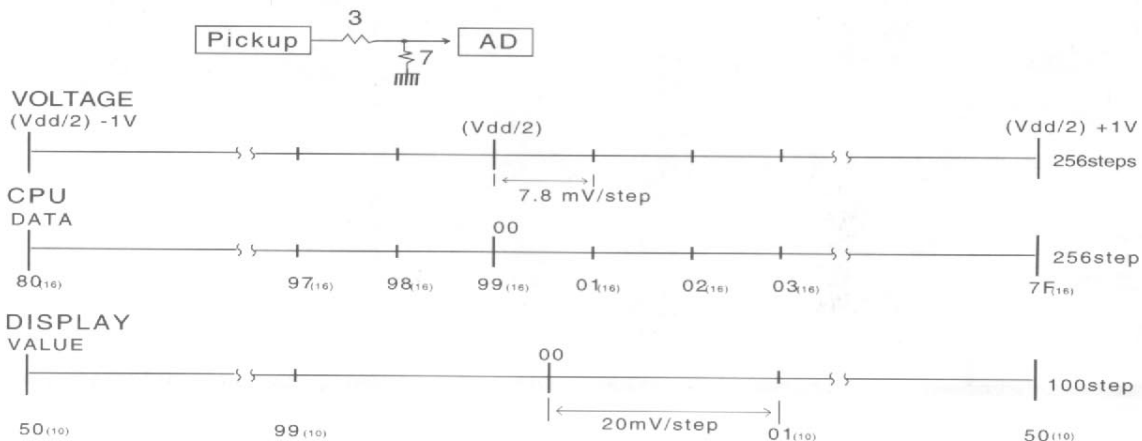 3
Pickup
AD
7
VOLTAGE
(Vdd/2) -1V
(Vdd/2)
(Vdd/2) +1V
256steps
7.8 mV/step
CPU
DATA
00
256step
80(16)
97(16)
98(16)
99(16)
01(16)
02(16)
03(16)
7F(16)
DISPLAY
VALUE
00
100step
20mV/step
50(10)
99(10)
01(10)
50(10)